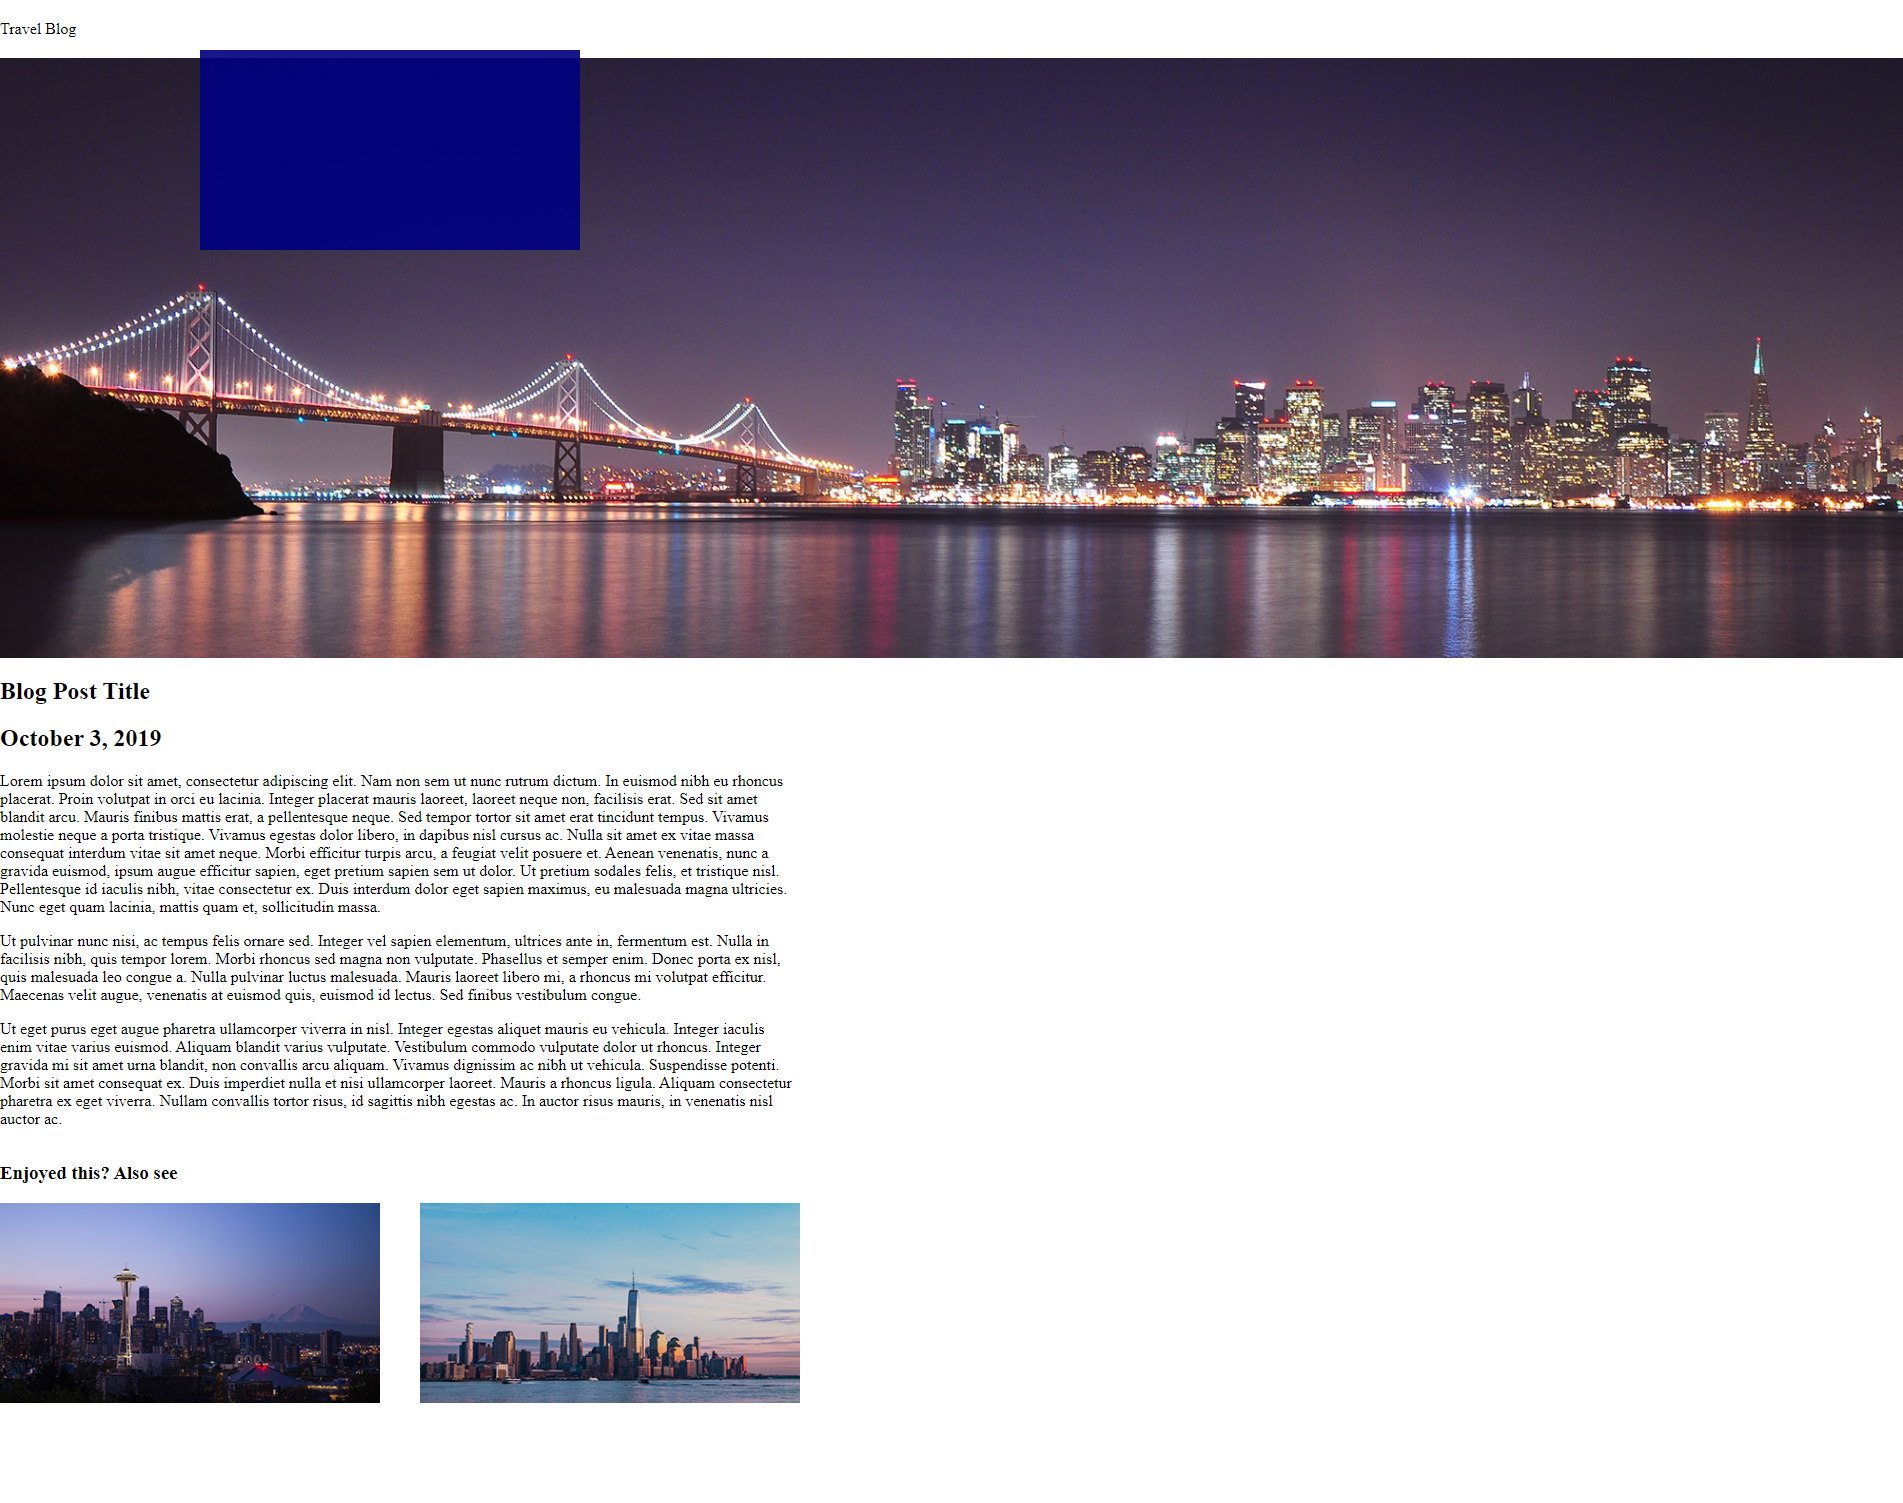 Travel Blog
Blog Post Title
October 3, 2019
Lorem ipsum dolor sit amet, consectetur adipiscing elit. Nam non sem ut nunc rutrum dictum. In euismod nibh eu rhoncus
placerat. Proin volutpat in orci eu lacinia. Integer placerat mauris laoreet, laoreet neque non, facilisis erat. Sed sit amet
blandit arcu. Mauris finibus mattis erat, a pellentesque neque. Sed tempor tortor sit amet erat tincidunt tempus. Vivamus
molestie neque a porta tristique. Vivamus egestas dolor libero, in dapibus nisl cursus ac. Nulla sit amet ex vitae massa
consequat interdum vitae sit amet neque. Morbi efficitur turpis arcu, a feugiat velit posuere et. Aenean venenatis, nunc a
gravida euismod, ipsum augue efficitur sapien, eget pretium sapien sem ut dolor. Ut pretium sodales felis, et tristique nisl.
Pellentesque id iaculis nibh, vitae consectetur ex. Duis interdum dolor eget sapien maximus, eu malesuada magna ultricies.
Nunc eget quam lacinia, mattis quam et, sollicitudin massa.
Ut pulvinar nunc nisi, ac tempus felis ornare sed. Integer vel sapien elementum, ultrices ante in, fermentum est. Nulla in
facilisis nibh, quis tempor lorem. Morbi rhoncus sed magna non vulputate. Phasellus et semper enim. Donec porta ex nisl,
quis malesuada leo congue a. Nulla pulvinar luctus malesuada. Mauris laoreet libero mi, a rhoncus mi volutpat efficitur.
Maecenas velit augue, venenatis at euismod quis, euismod id lectus. Sed finibus vestibulum congue.
Ut eget purus eget augue pharetra ullamcorper viverra in nisl. Integer egestas aliquet mauris eu vehicula. Integer iaculis
enim vitae varius euismod. Aliquam blandit varius vulputate. Vestibulum commodo vulputate dolor ut rhoncus. Integer
gravida mi sit amet urna blandit, non convallis arcu aliquam. Vivamus dignissim ac nibh ut vehicula. Suspendisse potenti.
Morbi sit amet consequat ex. Duis imperdiet nulla et nisi ullamcorper laoreet. Mauris a rhoncus ligula. Aliquam consectetur
pharetra ex eget viverra. Nullam convallis tortor risus, id sagittis nibh egestas ac. In auctor risus mauris, in venenatis nisl
auctor ac.
Enjoyed this? Also see